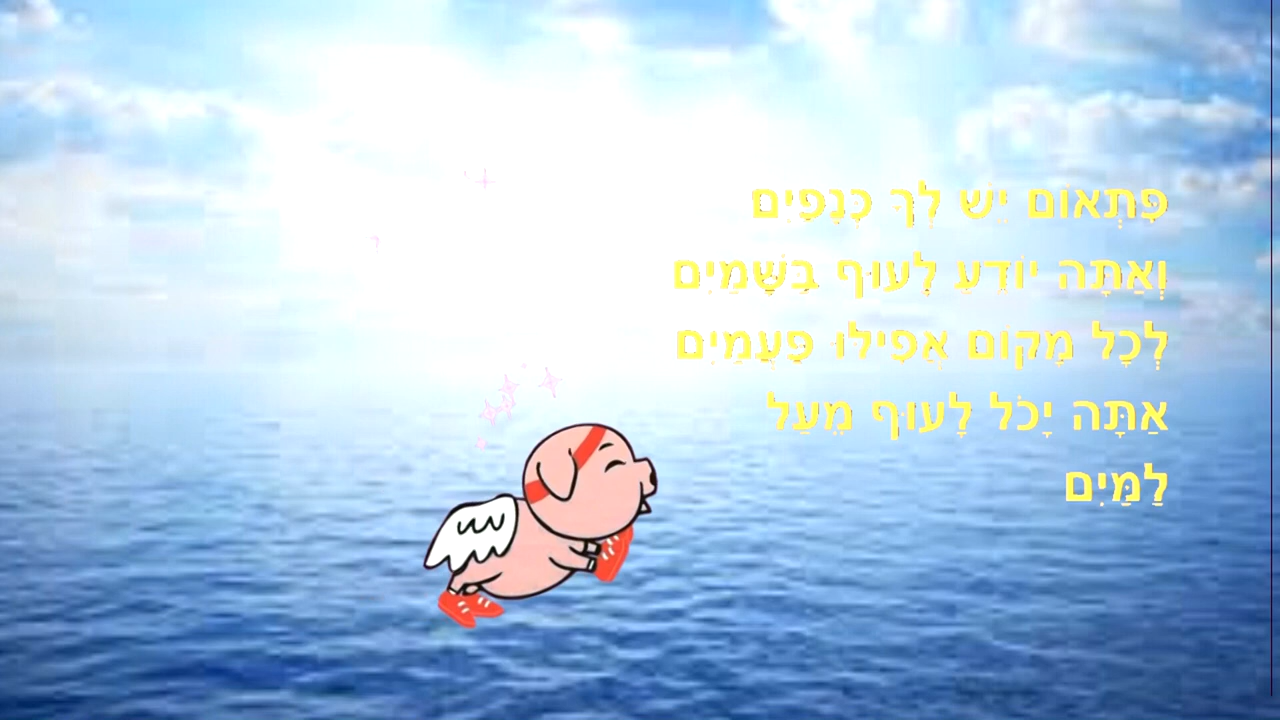 פִּתְאוֹם יֵשׁ לְךָ כְּנָפַיִם
וְאַתָּה יוֹדֵעַ לָעוּף בַּשָּׁמַיִם
לְכָל מָקוֹם אֲפִילוּ פַּעֲמַיִם
אַתָּה יָכֹל לָעוּף מֵעַל
לַמַּיִם